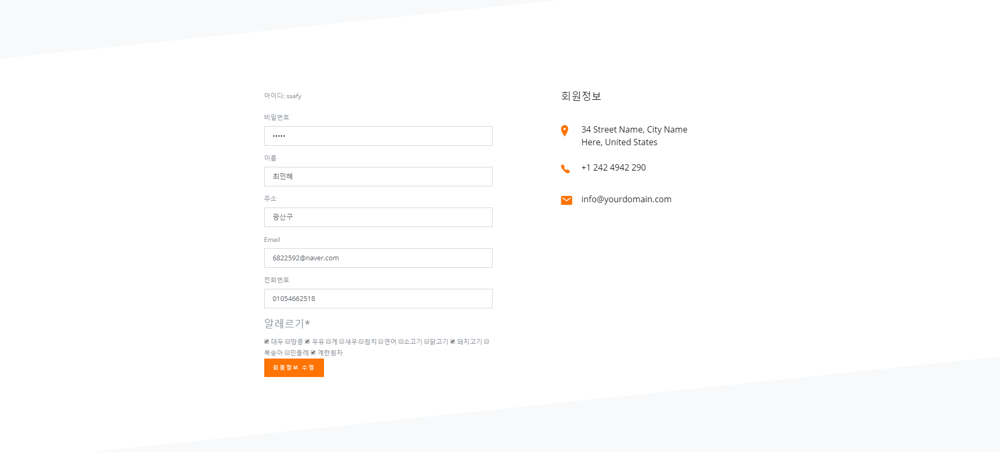 아이디: ssafy
비밀번호
•••••
이름
최민혜
주소
광산구
Email
6822592@naver.com
전화번호
01054662518
알레르기*
대두 땅콩 우유 게 새우 참치 연어 소고기 닭고기 돼지고기
복숭아 민들레 계란흰자
회원정보 수정
회원정보
34 Street Name, City Name
Here, United States
+1 242 4942 290
info@yourdomain.com